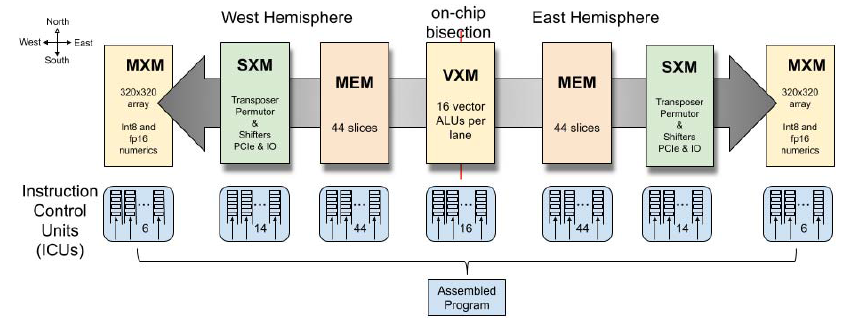 North
West
East
South
West Hemisphere
on-chip
bisection
East Hemisphere
MXM
320x320
array
Int8 and
fp16
numerics
SXM
Transposer
Permutor
&
Shifters
PCIe & IO
MEM
44 slices
VXM
16 vector
ALUs per
lane
MEM
44 slices
SXM
Transposer
Permutor
&
Shifters
PCIe & IO
MXM
320x320
array
Int8 and
fp16
numerics
Instruction
Control
Units
(ICUs)
... 6
... 14
... 44
... 16
... 44
... 14
... 6
Assembled
Program